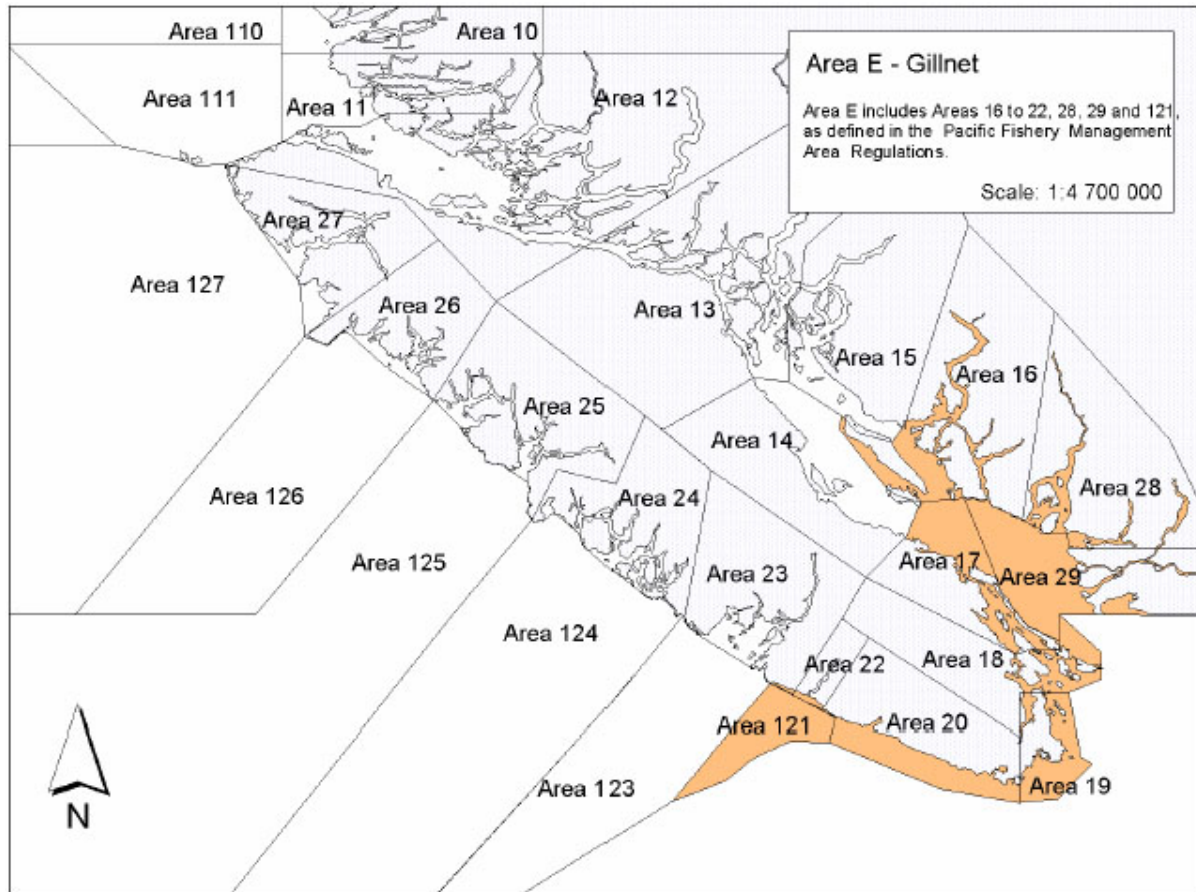 Area 110
Area 10
Area E - Gillnet
Area E includes Areas 16 to 22, 28, 29 and 121,
as defined in the Pacific Fishery Management
Area Regulations.
Scale: 1:4 700 000
Area 111
Area 11
Area 12
Area 27
Area 127
Area 26
Area 13
Area 15
Area 16
Area 25
Area 14
Area 126
Area 24
Area 28
Area 125
Area 23
Area 17
Area 29
Area 124
Area 22
Area 18
Area 121
Area 20
Area 123
Area 19
N